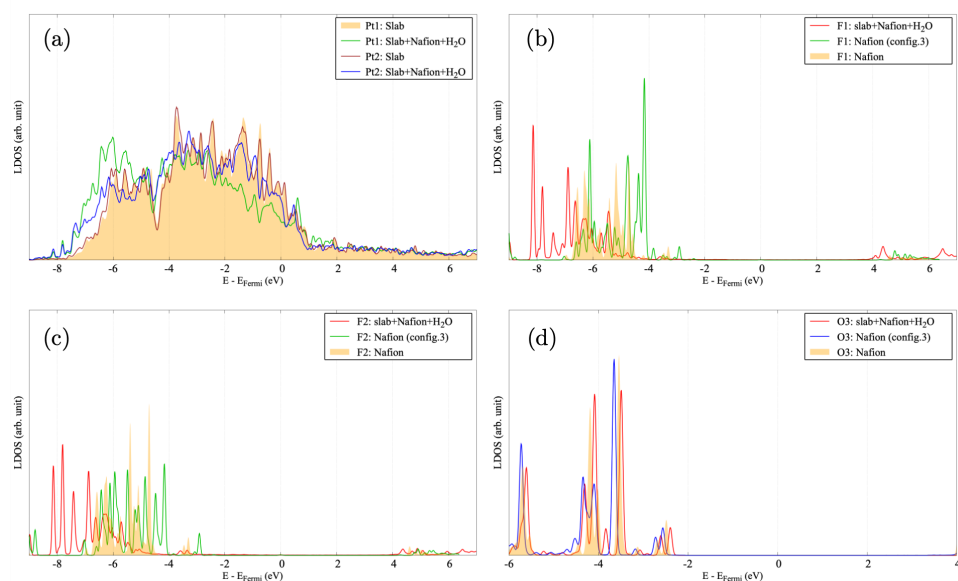 (a)
Pt1: Slab
Pt1: Slab+Nafion+H2O
Pt2: Slab
Pt2: Slab+Nafion+H2O
LDOS (arb. unit)
-8 -6 -4 -2 0 2 4 6
E - EFermi (eV)
(b)
F1: slab+Nafion+H2O
F1: Nafion (config.3)
F1: Nafion
LDOS (arb. unit)
-8 -6 -4 -2 0 2 4 6
E - EFermi (eV)
(c)
F2: slab+Nafion+H2O
F2: Nafion (config.3)
F2: Nafion
LDOS (arb. unit)
-8 -6 -4 -2 0 2 4 6
E - EFermi (eV)
(d)
O3: slab+Nafion+H2O
O3: Nafion (config.3)
O3: Nafion
LDOS (arb. unit)
-6 -4 -2 0 2 4
E - EFermi (eV)